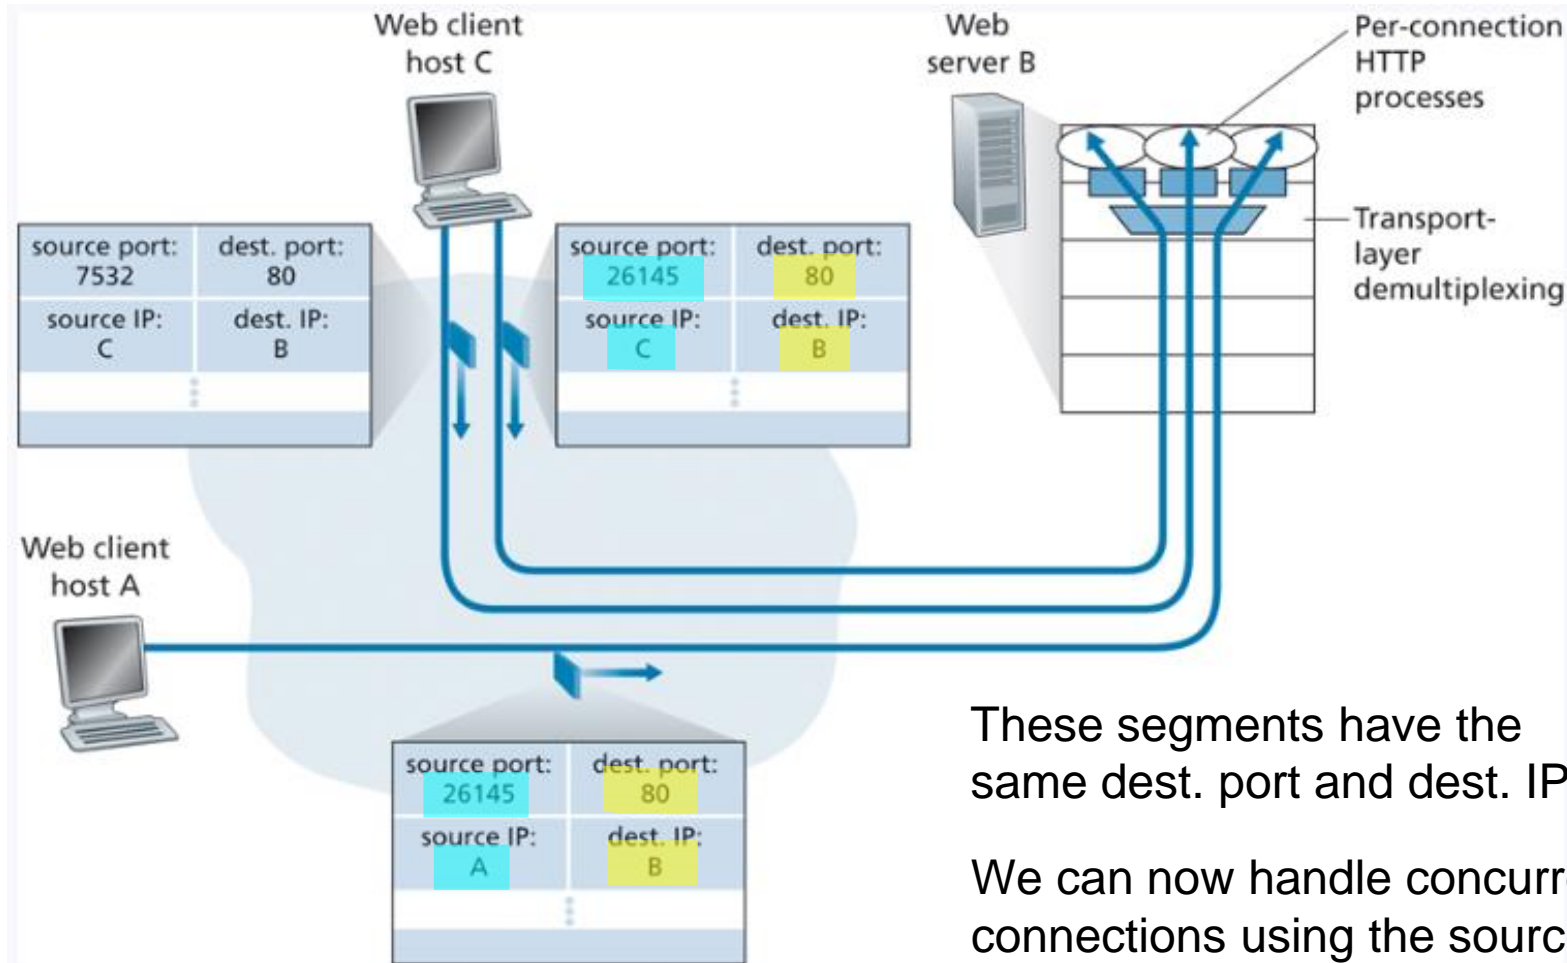 Web client
host C
Web
server B
Per-connection
HTTP
processes
Transport-
layer
demultiplexing
source port:
7532
dest. port:
80
source IP:
C
dest. IP:
B
source port:
26145
dest. port:
80
source IP:
C
dest. IP:
B
Web client
host A
source port:
26145
dest. port:
80
source IP:
A
dest. IP:
B
These segments have the
same dest. port and dest. IP
We can now handle
connections using the